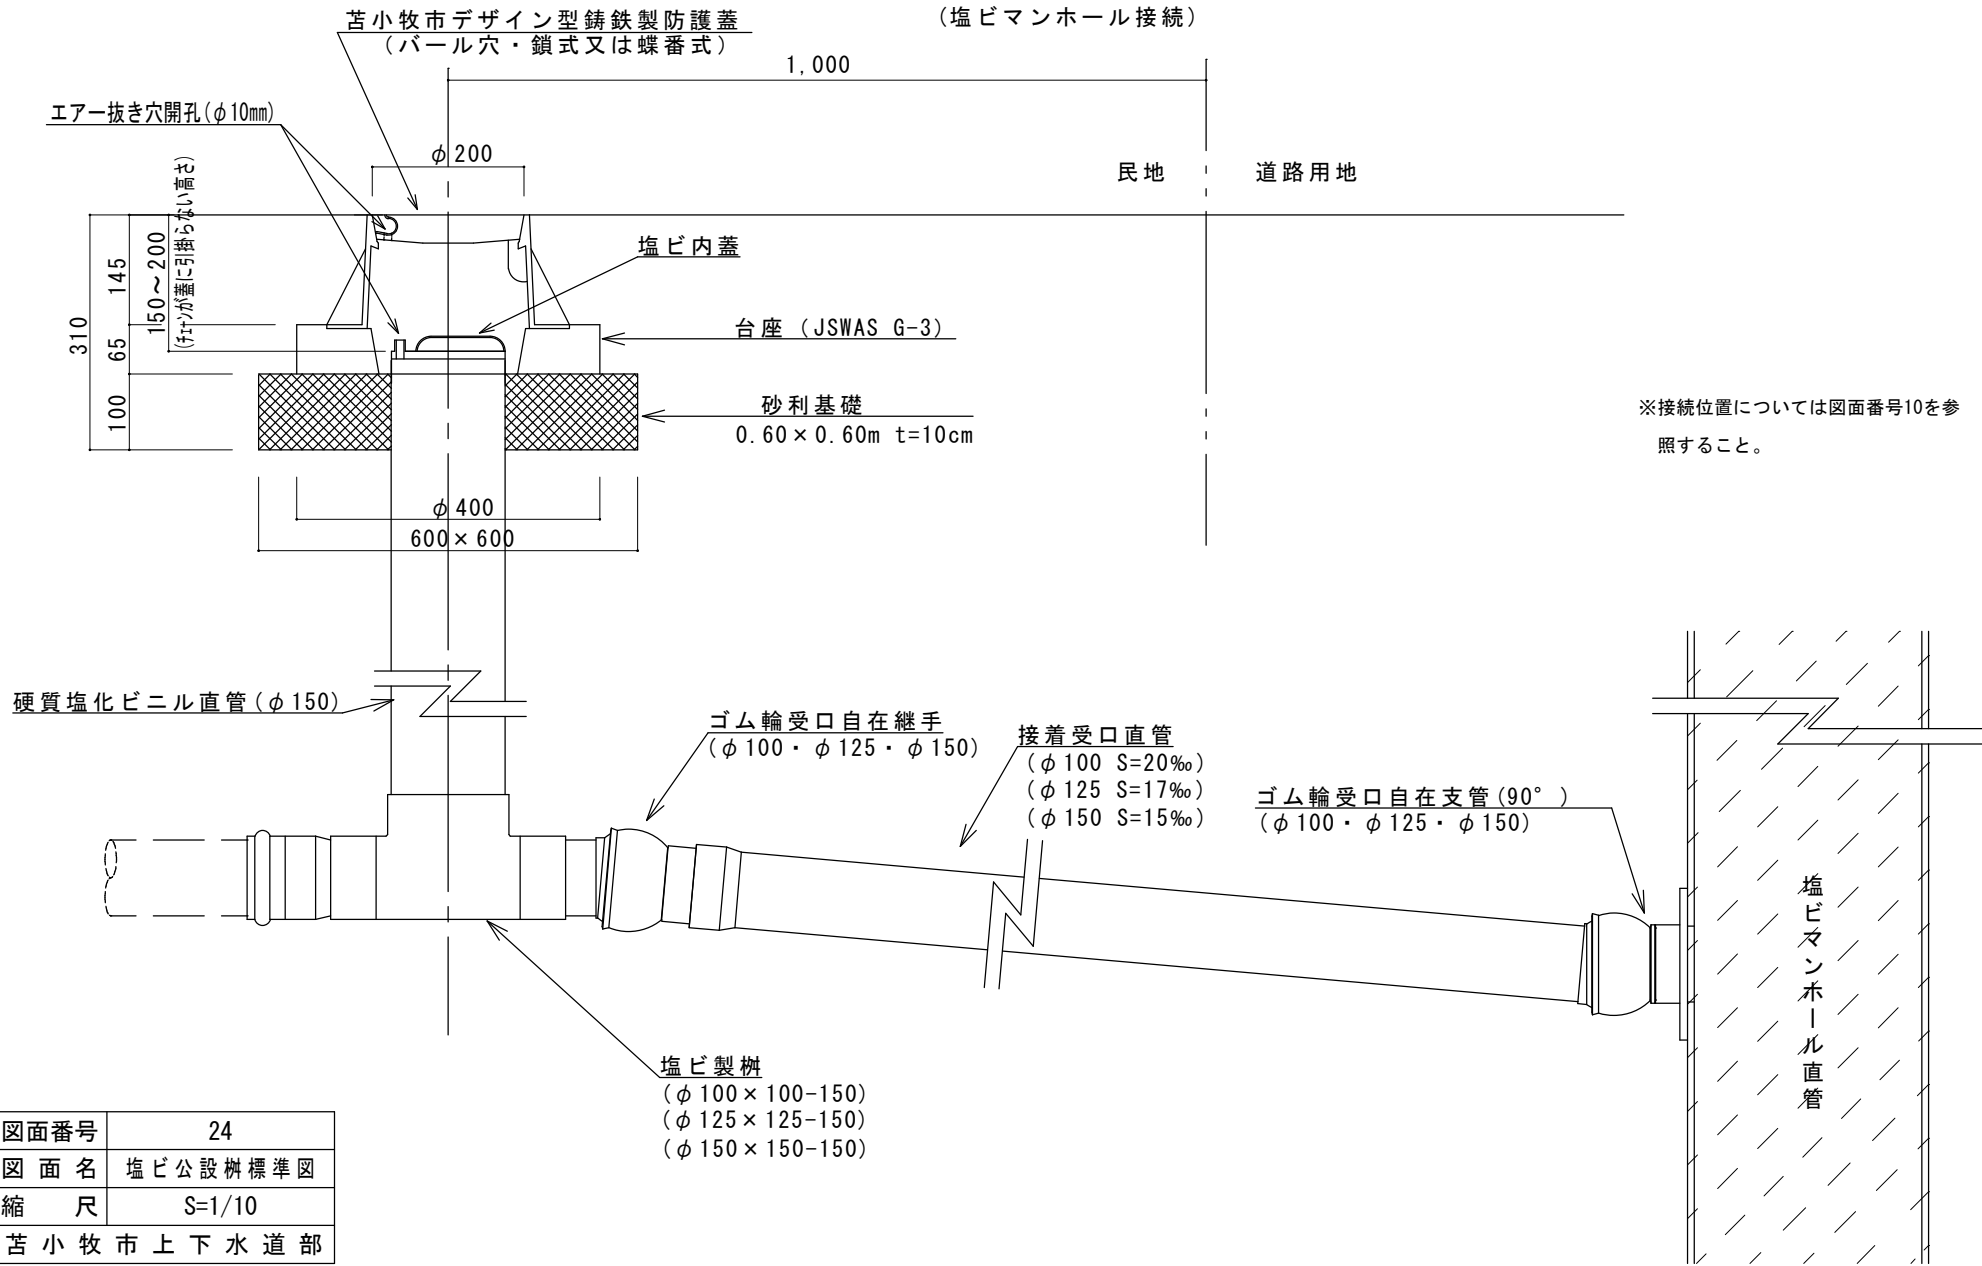 苫小牧市デザイン型鋳鉄製防護蓋
(バール穴・鎖式又は蝶番式)
(塩ビマンホール接続)
1,000
エアー抜き穴開孔(φ10mm)
φ200
民地
道路用地
310
145
65
100
150～200
(チェーンが蓋に引掛らない高さ)
塩ビ内蓋
台座 (JSWAS G-3)
砂利基礎
0.60×0.60m t=10cm
※接続位置については図面番号10を参
照すること。
φ400
600×600
硬質塩化ビニル直管(φ150)
ゴム輪受口自在継手
(φ100・φ125・φ150)
接着受口直管
(φ100 S=20‰)
(φ125 S=17‰)
(φ150 S=15‰)
ゴム輪受口自在支管(90°)
(φ100・φ125・φ150)
塩ビマンホール直管
塩ビ製桝
(φ100×100-150)
(φ125×125-150)
(φ150×150-150)
図面番号 24
図面名 塩ビ公設桝標準図
縮尺 S=1/10
苫小牧市上下水道部